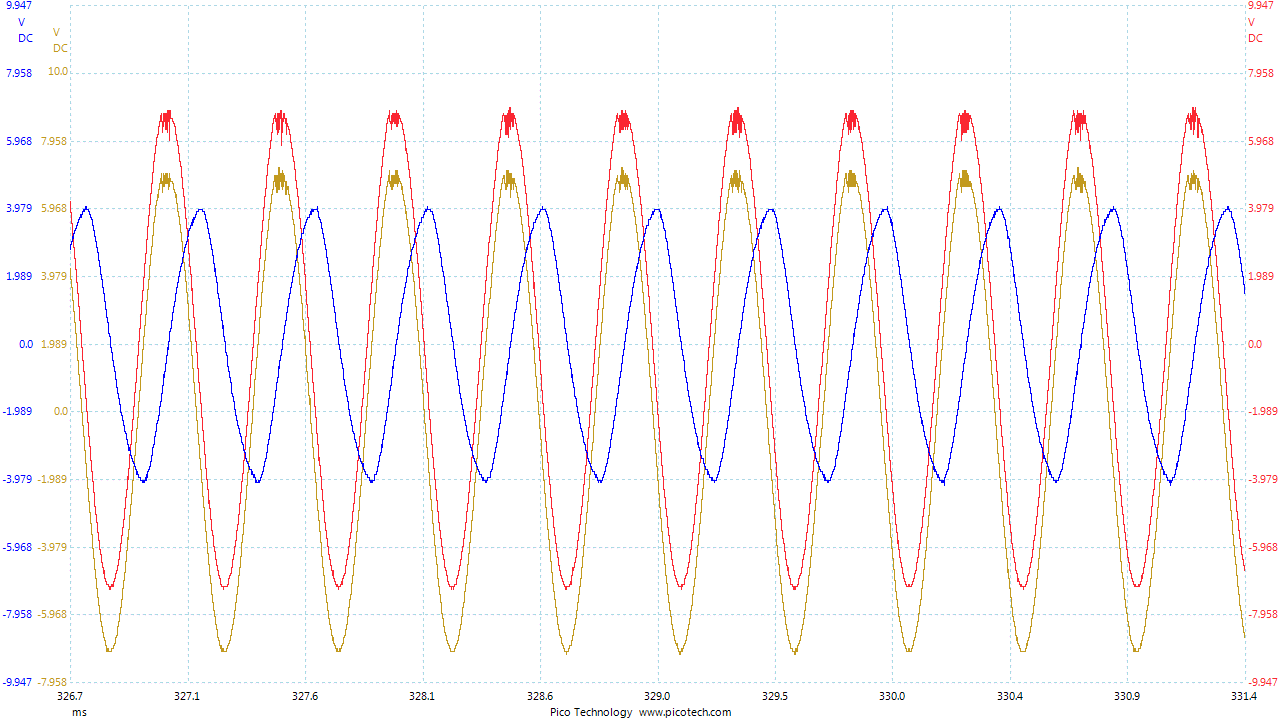 9.947 9.947
V V V
DC DC DC
7.958 10.0 7.958
5.968 7.958 5.968
3.979 5.968 3.979
1.989 3.979 1.989
0.0 1.989 0.0
-1.989 0.0 -1.989
-3.979 -1.989 -3.979
-5.968 -3.979 -5.968
-7.958 -5.968 -7.958
-9.947 -7.958 -9.947
326.7 327.1 327.6 328.1 328.6 329.0 329.5 330.0 330.4 330.9 331.4
ms Pico Technology www.picotech.com